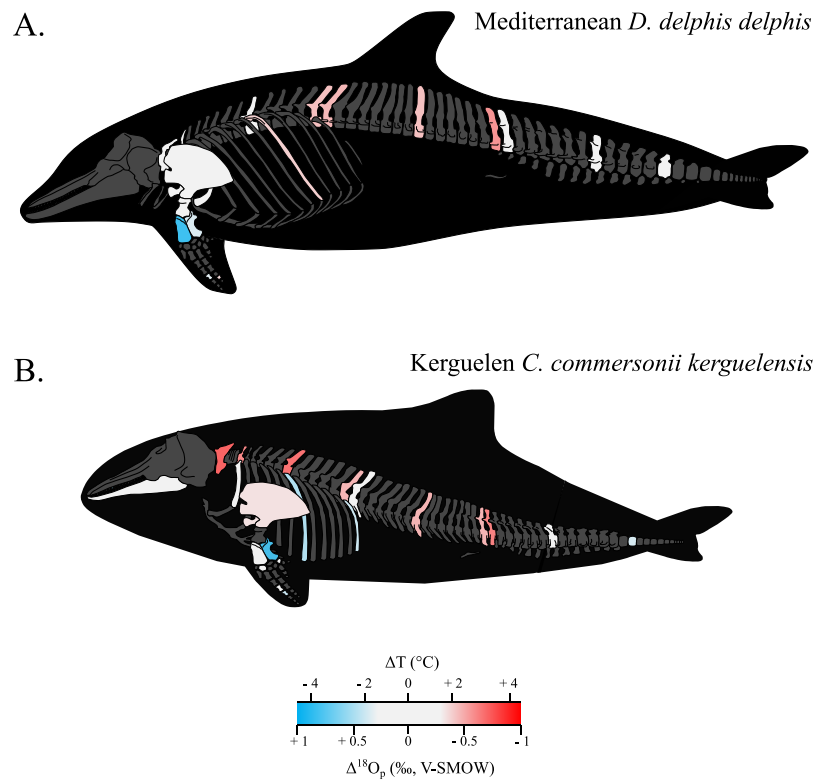 A.
Mediterranean D. delphis delphis
B.
Kerguelen C. commersonii kerguelensis
ΔT (°C)
- 4 - 2 0 + 2 + 4
+ 1 + 0.5 0 - 0.5 - 1
Δ¹⁸Oₚ (‰, V-SMOW)